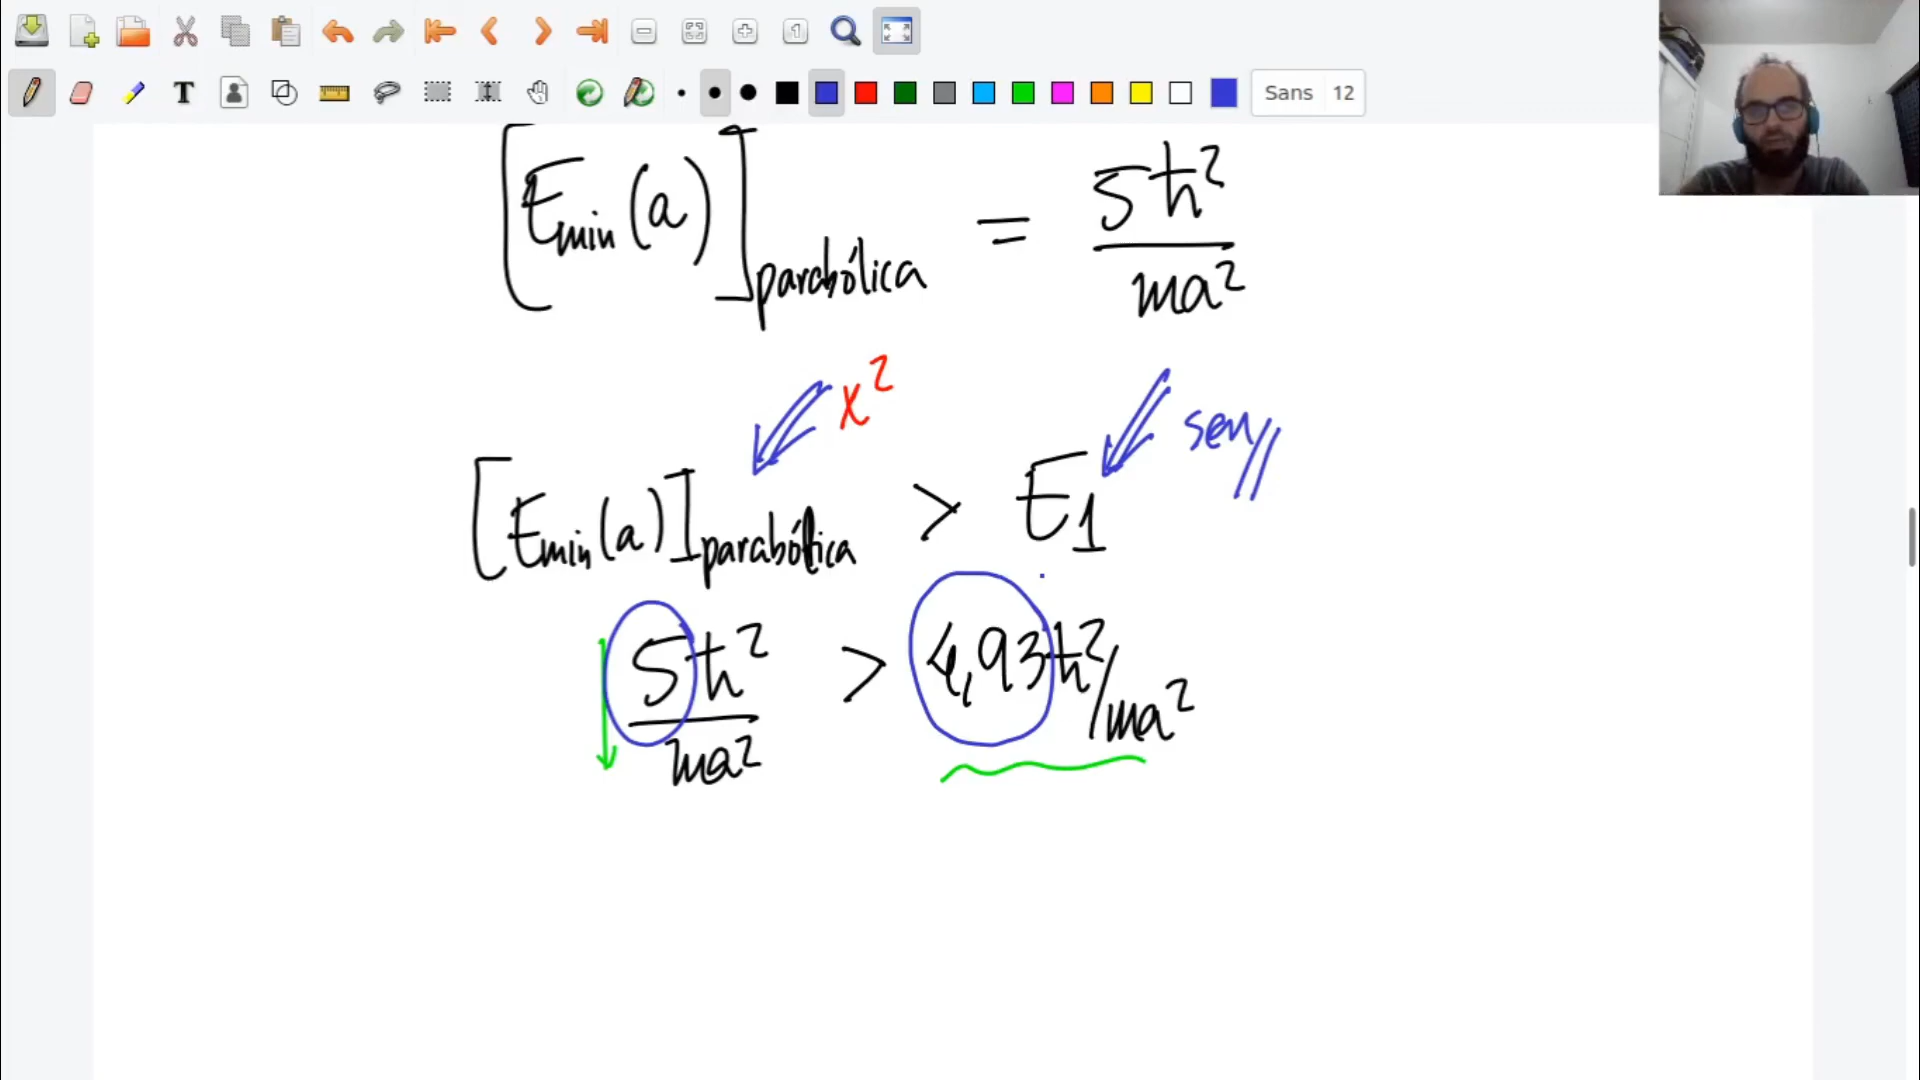 T Sans 12
[Emin(a)]parabólica = 5ħ²/ma²
x²
sen
[Emin(a)]parabólica > E1
5ħ²/ma² > 4,93ħ²/ma²